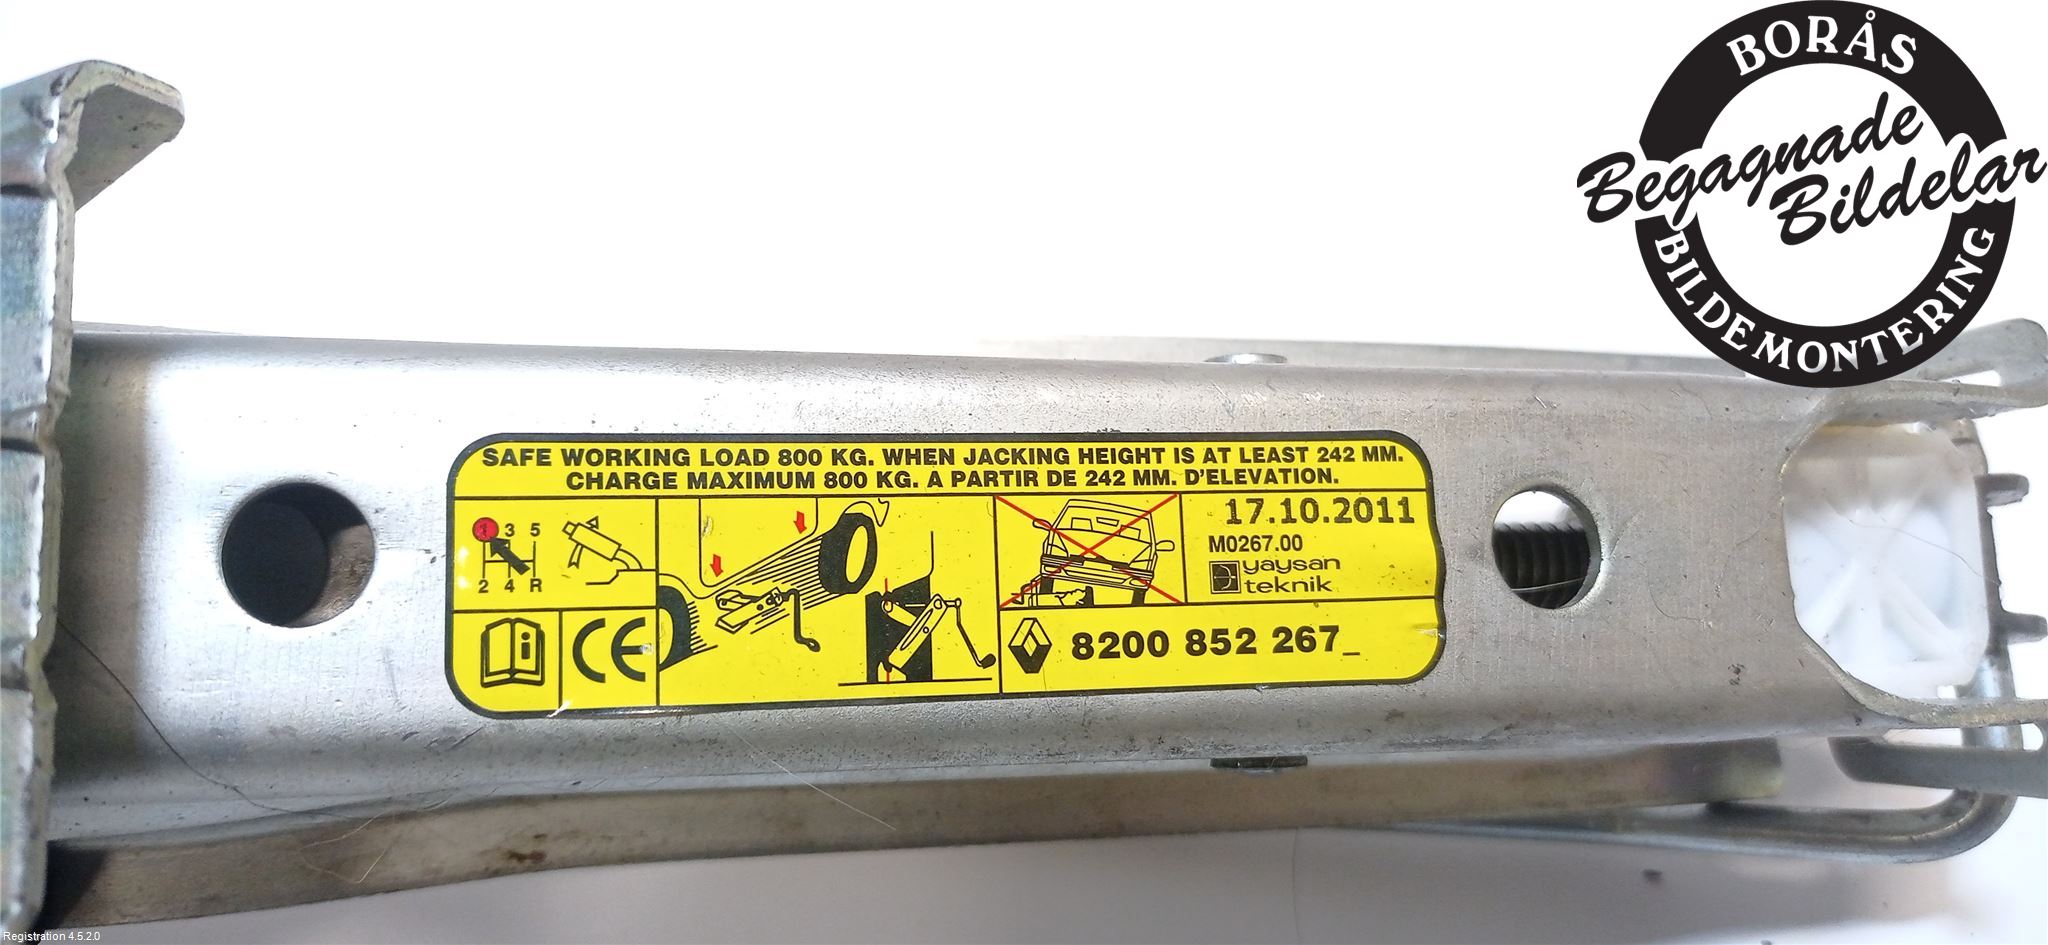 BORÅS
Begagnade
Bildelar
BILDEMONTERING
SAFE WORKING LOAD 800 KG. WHEN JACKING HEIGHT IS AT LEAST 242 MM.
CHARGE MAXIMUM 800 KG. A PARTIR DE 242 MM. D'ELEVATION.
1 3 5
2 4 R
i
CE
17.10.2011
M0267.00
yaysan
teknik
8200 852 267_
Registration 4.5.2.0